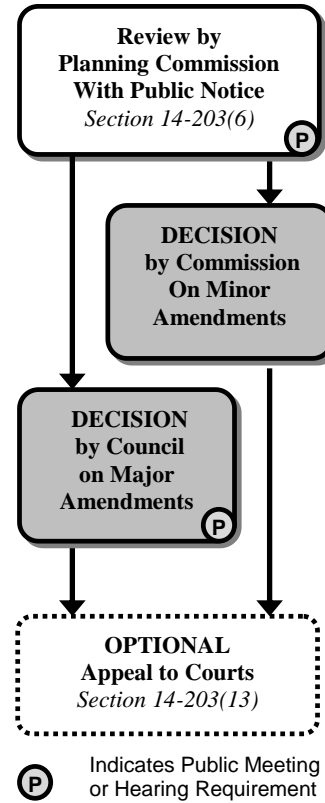 Review by
Planning Commission
With Public Notice
Section 14-203(6)
P
DECISION
by Commission
On Minor
Amendments
DECISION
by Council
on Major
Amendments
P
OPTIONAL
Appeal to Courts
Section 14-203(13)
P
Indicates Public Meeting
or Hearing Requirement